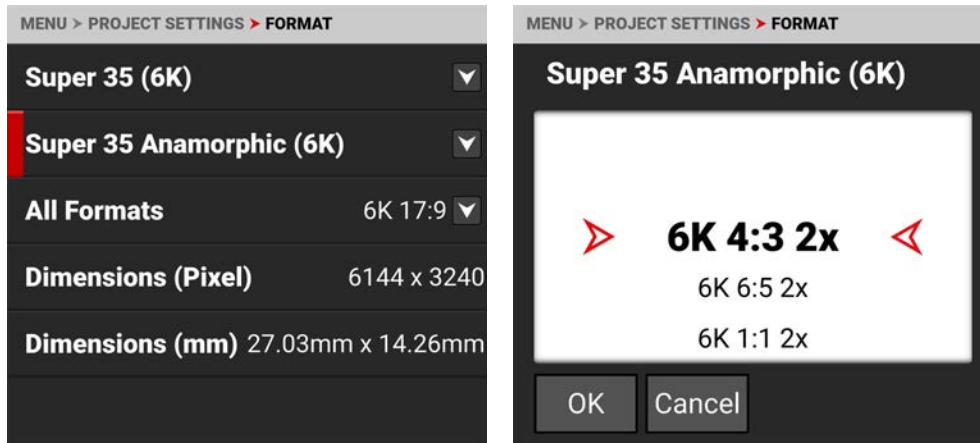 MENU > PROJECT SETTINGS > FORMAT
Super 35 (6K)
Super 35 Anamorphic (6K)
All Formats 6K 17:9
Dimensions (Pixel) 6144 x 3240
Dimensions (mm) 27.03mm x 14.26mm
MENU > PROJECT SETTINGS > FORMAT
Super 35 Anamorphic (6K)
6K 4:3 2x
6K 6:5 2x
6K 1:1 2x
OK Cancel